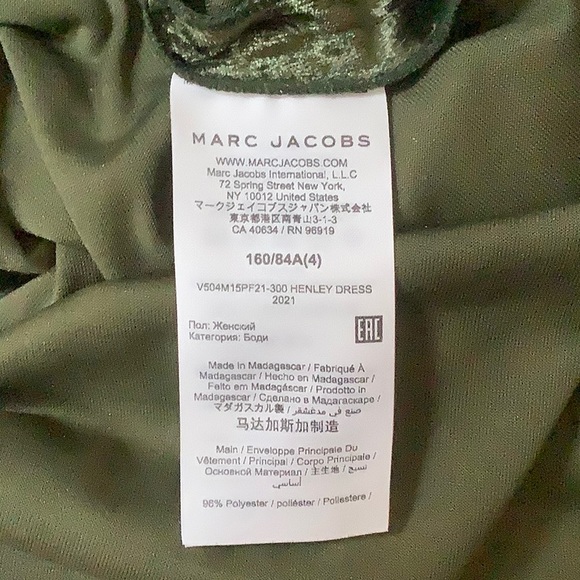 MARC JACOBS
WWW.MARCJACOBS.COM
Marc Jacobs International, L.L.C
72 Spring Street New York,
NY 10012 United States
マークジェイコブスジャパン株式会社
東京都港区南青山3-1-3
CA 40634 / RN 96919
160/84A(4)
V504M15PF21-300 HENLEY DRESS
2021
Пол: Женский
Категория: Боди
EAC
Made in Madagascar / Fabriqué À
Madagascar / Hecho en Madagascar /
Feito em Madagáscar / Prodotto in
Madagascar / Сделано в Мадагаскаре /
マダガスカル製 / صنع في مدغشقر /
马达加斯加制造
Main / Enveloppe Principale Du
Vêtement / Principal / Corpo Principale /
Основной Материал / 主生地 / نسيج
أساسي
96% Polyester / poliéster / Poliestere /